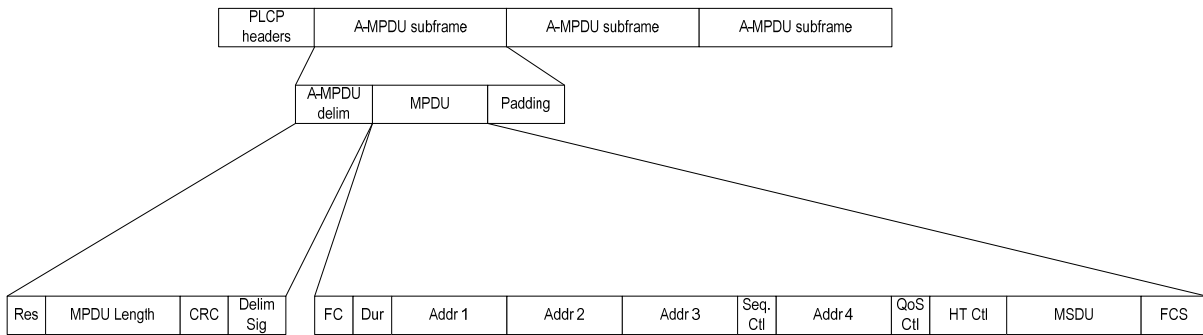 PLCP headers
A-MPDU subframe
A-MPDU subframe
A-MPDU subframe
A-MPDU delim
MPDU
Padding
Res
MPDU Length
CRC
Delim Sig
FC
Dur
Addr 1
Addr 2
Addr 3
Seq. Ctl
Addr 4
QoS Ctl
HT Ctl
MSDU
FCS